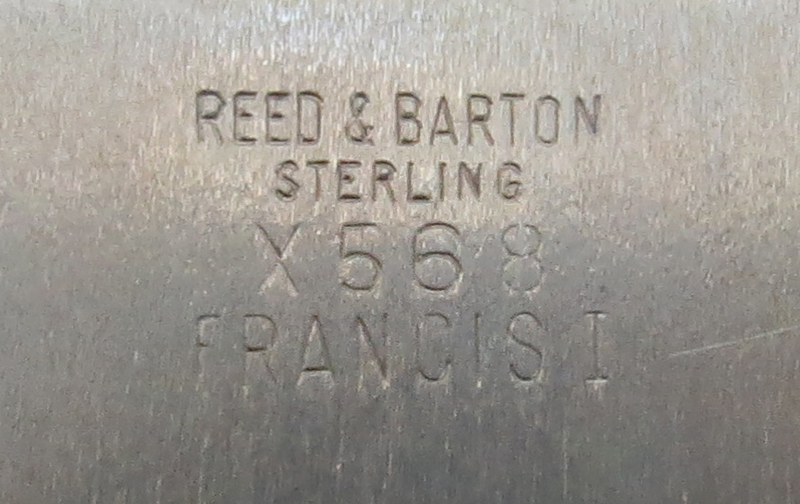 REED & BARTON
STERLING
X568
FRANCIS I